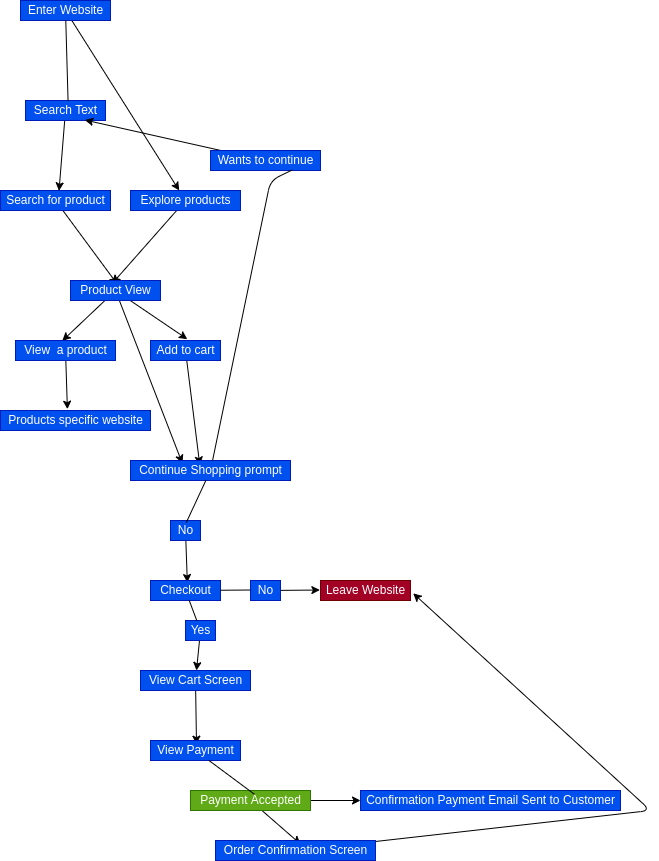 Enter Website
Search Text
Wants to continue
Search for product
Explore products
Product View
View a product
Add to cart
Products specific website
Continue Shopping prompt
No
Checkout
No
Leave Website
Yes
View Cart Screen
View Payment
Payment Accepted
Confirmation Payment Email Sent to Customer
Order Confirmation Screen